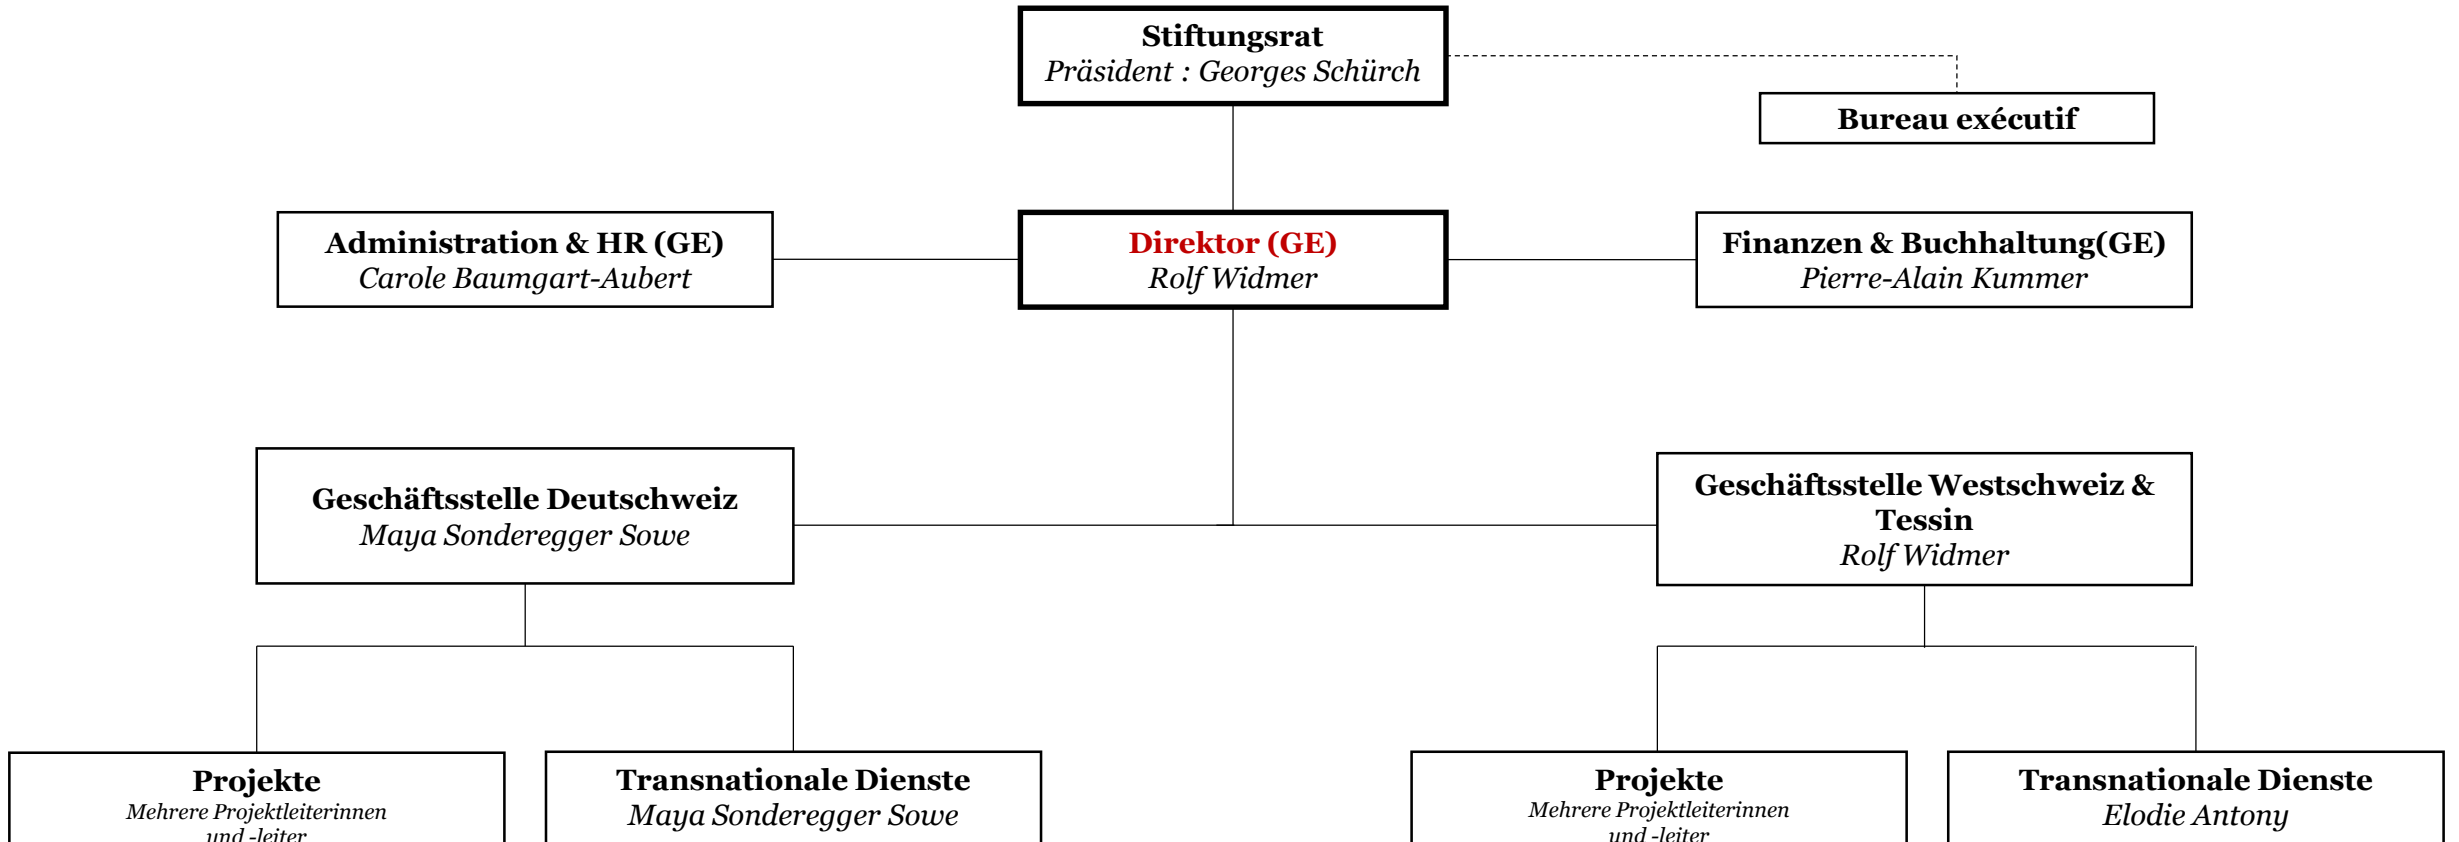 Stiftungsrat
Präsident : Georges Schürch
Bureau exécutif
Administration & HR (GE)
Carole Baumgart-Aubert
Direktor (GE)
Rolf Widmer
Finanzen & Buchhaltung(GE)
Pierre-Alain Kummer
Geschäftsstelle Deutschweiz
Maya Sonderegger Sowe
Geschäftsstelle Westschweiz &
Tessin
Rolf Widmer
Projekte
Mehrere Projektleiterinnen
und -leiter
Transnationale Dienste
Maya Sonderegger Sowe
Projekte
Mehrere Projektleiterinnen
und -leiter
Transnationale Dienste
Elodie Antony